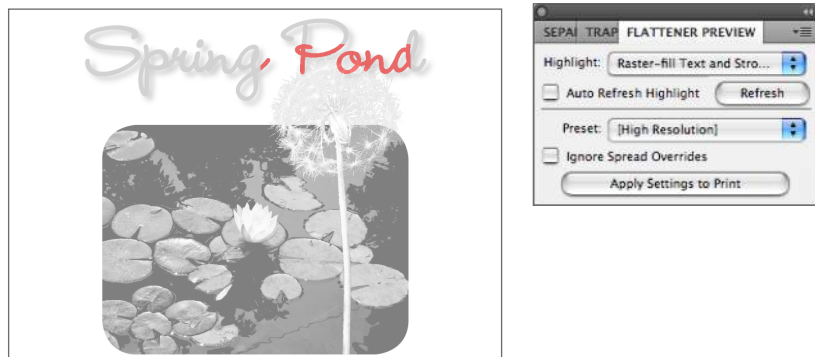 Spring Pond
SEPA TRAP FLATTENER PREVIEW
Highlight: Raster-fill Text and Stro...
Auto Refresh Highlight Refresh
Preset: [High Resolution]
Ignore Spread Overrides
Apply Settings to Print